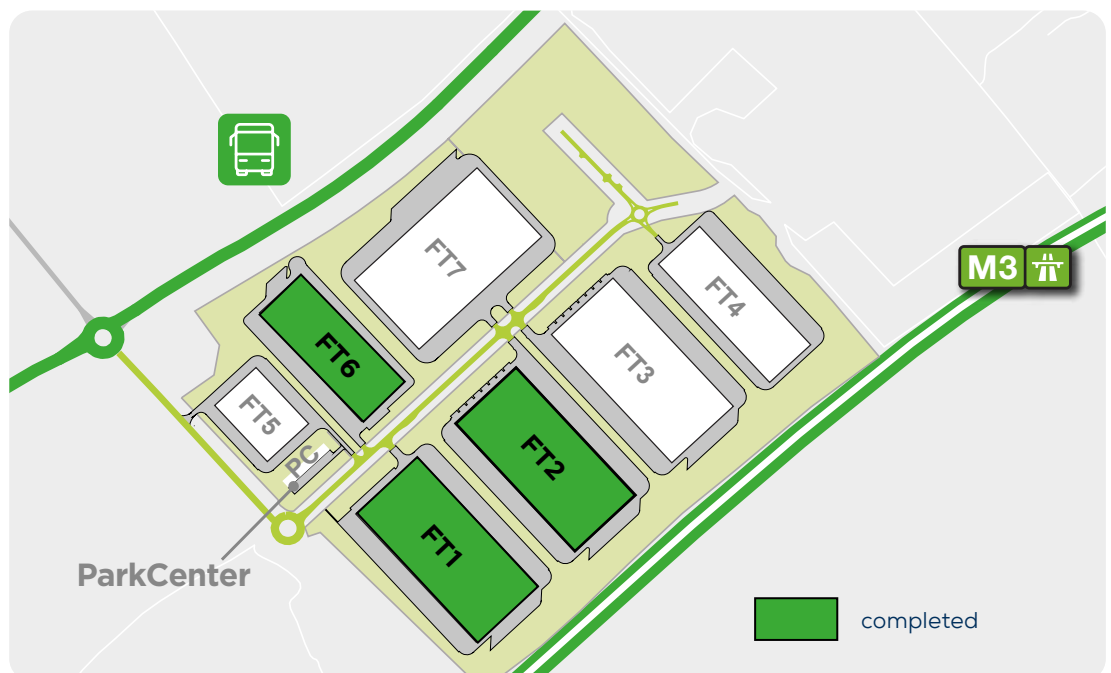 M3
FT7
FT4
FT6
FT3
FT5
PC
FT2
FT1
ParkCenter
completed